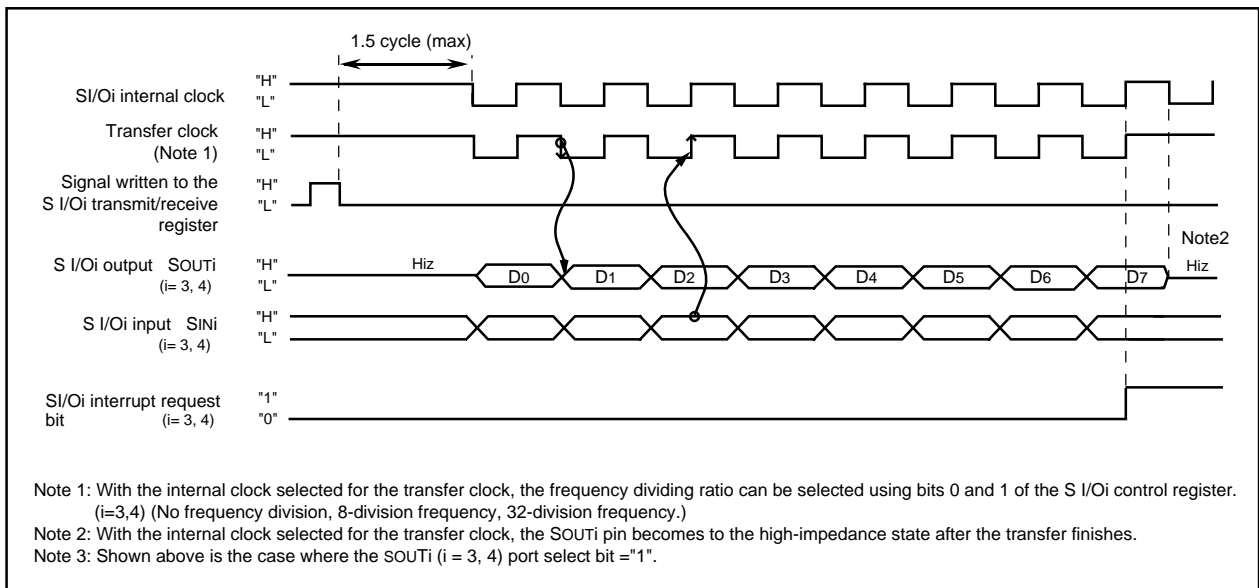 1.5 cycle (max)
SI/Oi internal clock "H" "L"
Transfer clock (Note 1) "H" "L"
Signal written to the S I/Oi transmit/receive register "H" "L"
S I/Oi output SOUTi (i= 3, 4) "H" "L" Hiz D0 D1 D2 D3 D4 D5 D6 D7 Note2 Hiz
S I/Oi input SINi (i= 3, 4) "H" "L"
SI/Oi interrupt request bit (i= 3, 4) "1" "0"
Note 1: With the internal clock selected for the transfer clock, the frequency dividing ratio can be selected using bits 0 and 1 of the S I/Oi control register.
(i=3,4) (No frequency division, 8-division frequency, 32-division frequency.)
Note 2: With the internal clock selected for the transfer clock, the SOUTi pin becomes to the high-impedance state after the transfer finishes.
Note 3: Shown above is the case where the SOUTi (i = 3, 4) port select bit ="1".